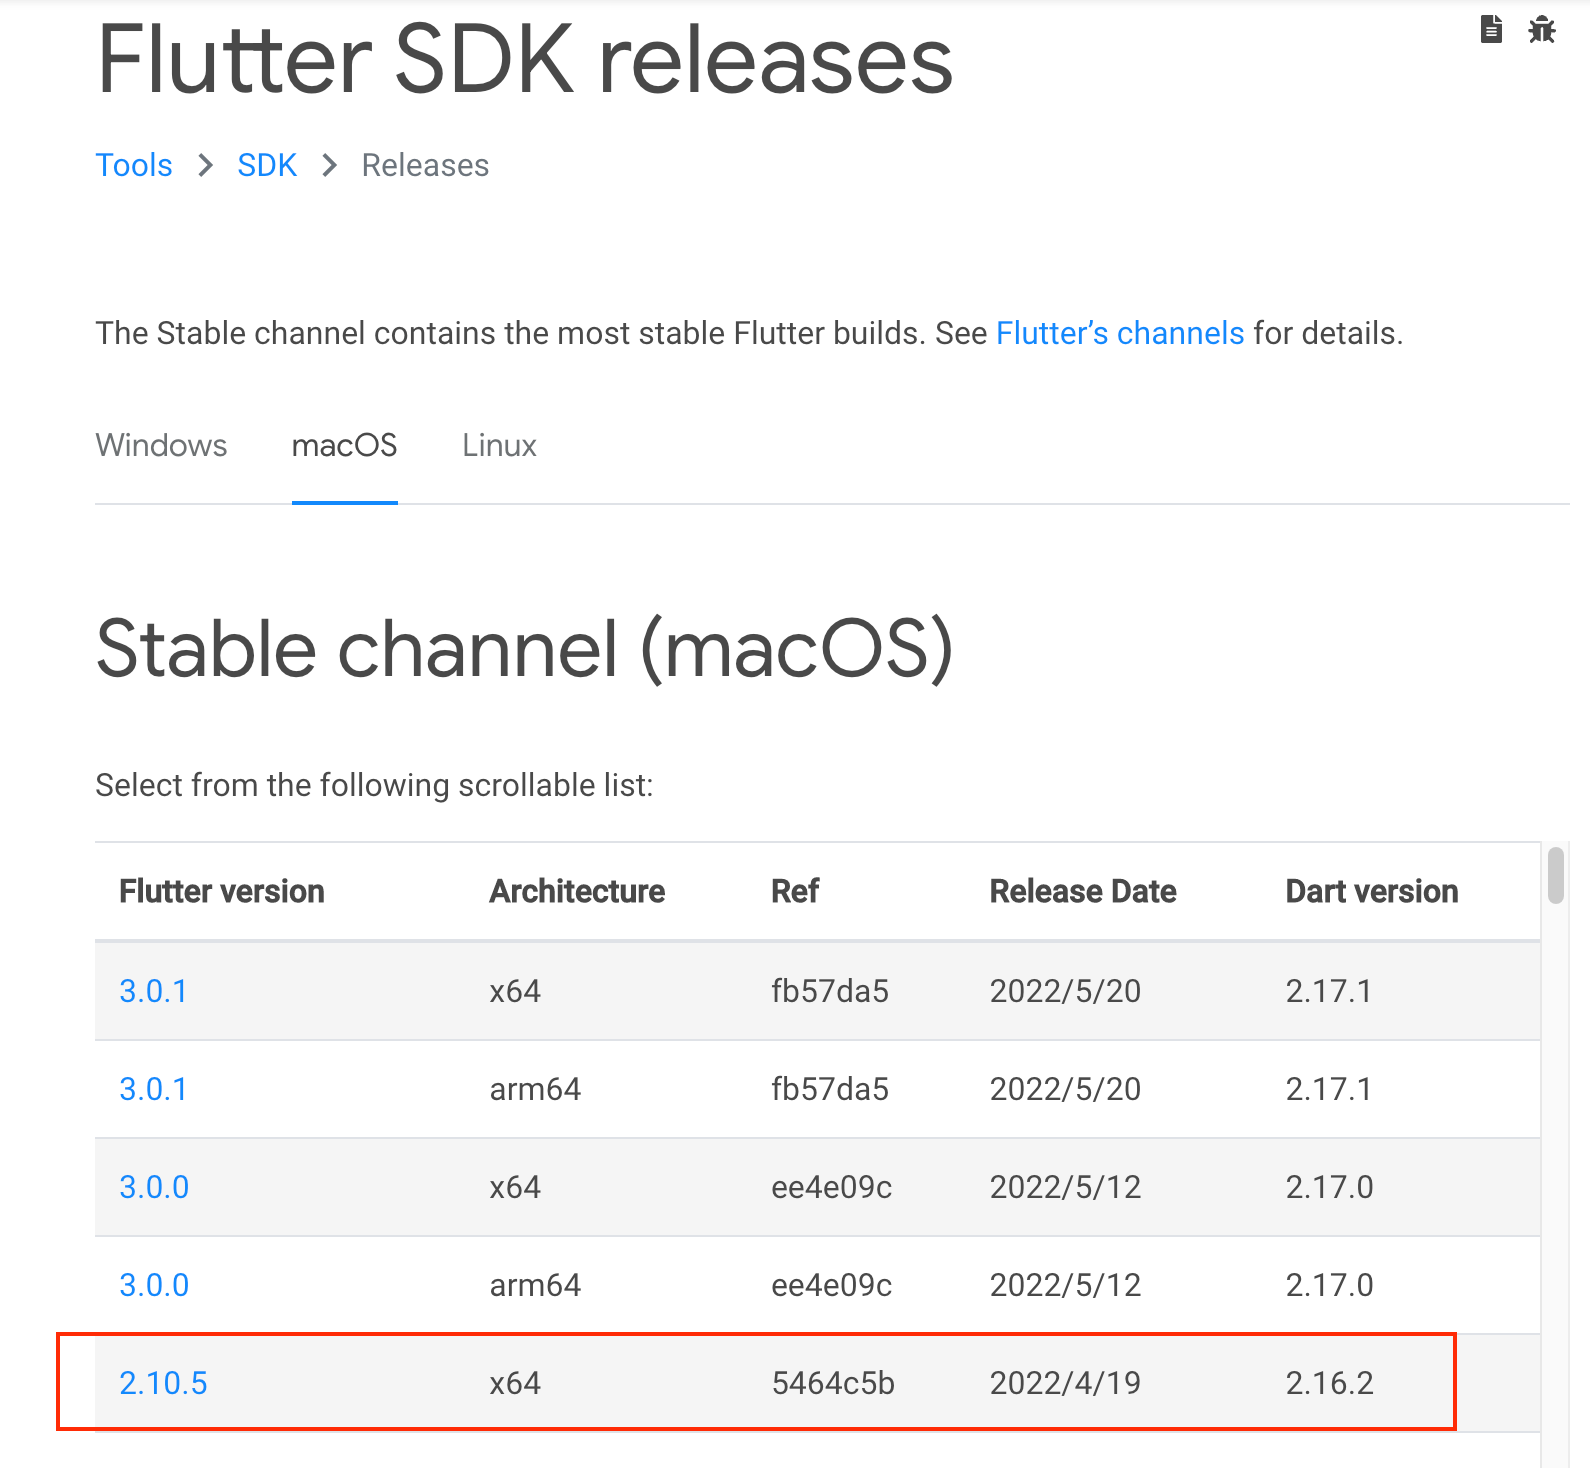 Flutter SDK releases
Tools > SDK > Releases
The Stable channel contains the most stable Flutter builds. See Flutter’s channels for details.
Windows macOS Linux
Stable channel (macOS)
Select from the following scrollable list:
Flutter version Architecture Ref Release Date Dart version
3.0.1 x64 fb57da5 2022/5/20 2.17.1
3.0.1 arm64 fb57da5 2022/5/20 2.17.1
3.0.0 x64 ee4e09c 2022/5/12 2.17.0
3.0.0 arm64 ee4e09c 2022/5/12 2.17.0
2.10.5 x64 5464c5b 2022/4/19 2.16.2